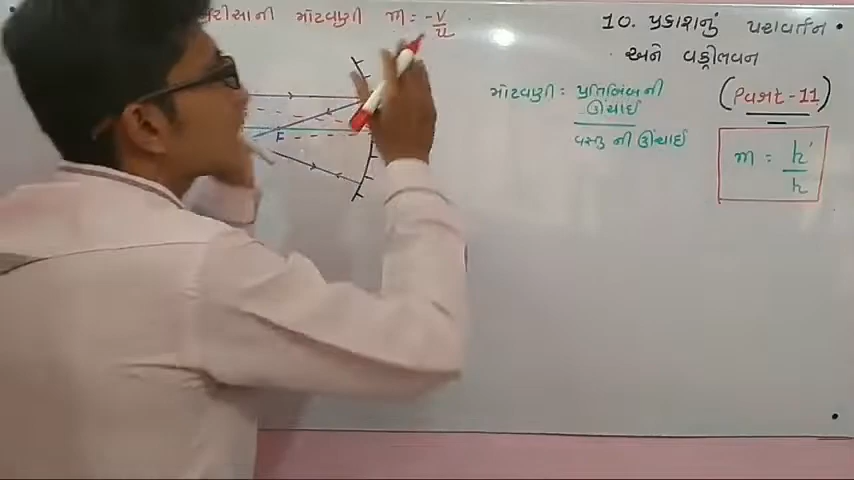 અરીસાની મોટવણી m = -v/u
10. પ્રકાશનું પરાવર્તન
અને વક્રીભવન
(Part-11)
મોટવણી = પ્રતિબિંબની ઊંચાઈ
વસ્તુની ઊંચાઈ
m = h'/h
F